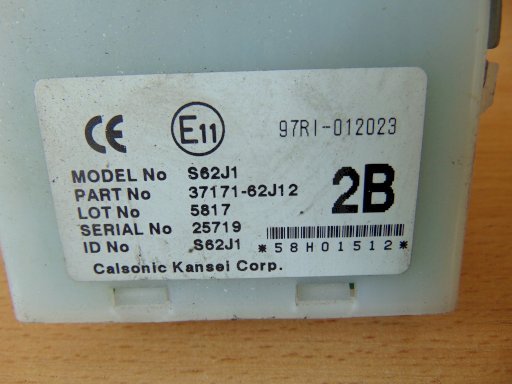 CE E11 97RI-012023
MODEL No S62J1
PART No 37171-62J12
LOT No 5817
SERIAL No 25719
ID No S62J1
2B
*58H01512*
Calsonic Kansei Corp.